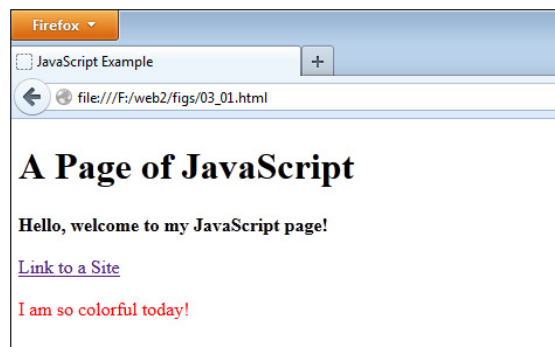 Firefox
JavaScript Example
file:///F:/web2/figs/03_01.html
A Page of JavaScript
Hello, welcome to my JavaScript page!
Link to a Site
I am so colorful today!